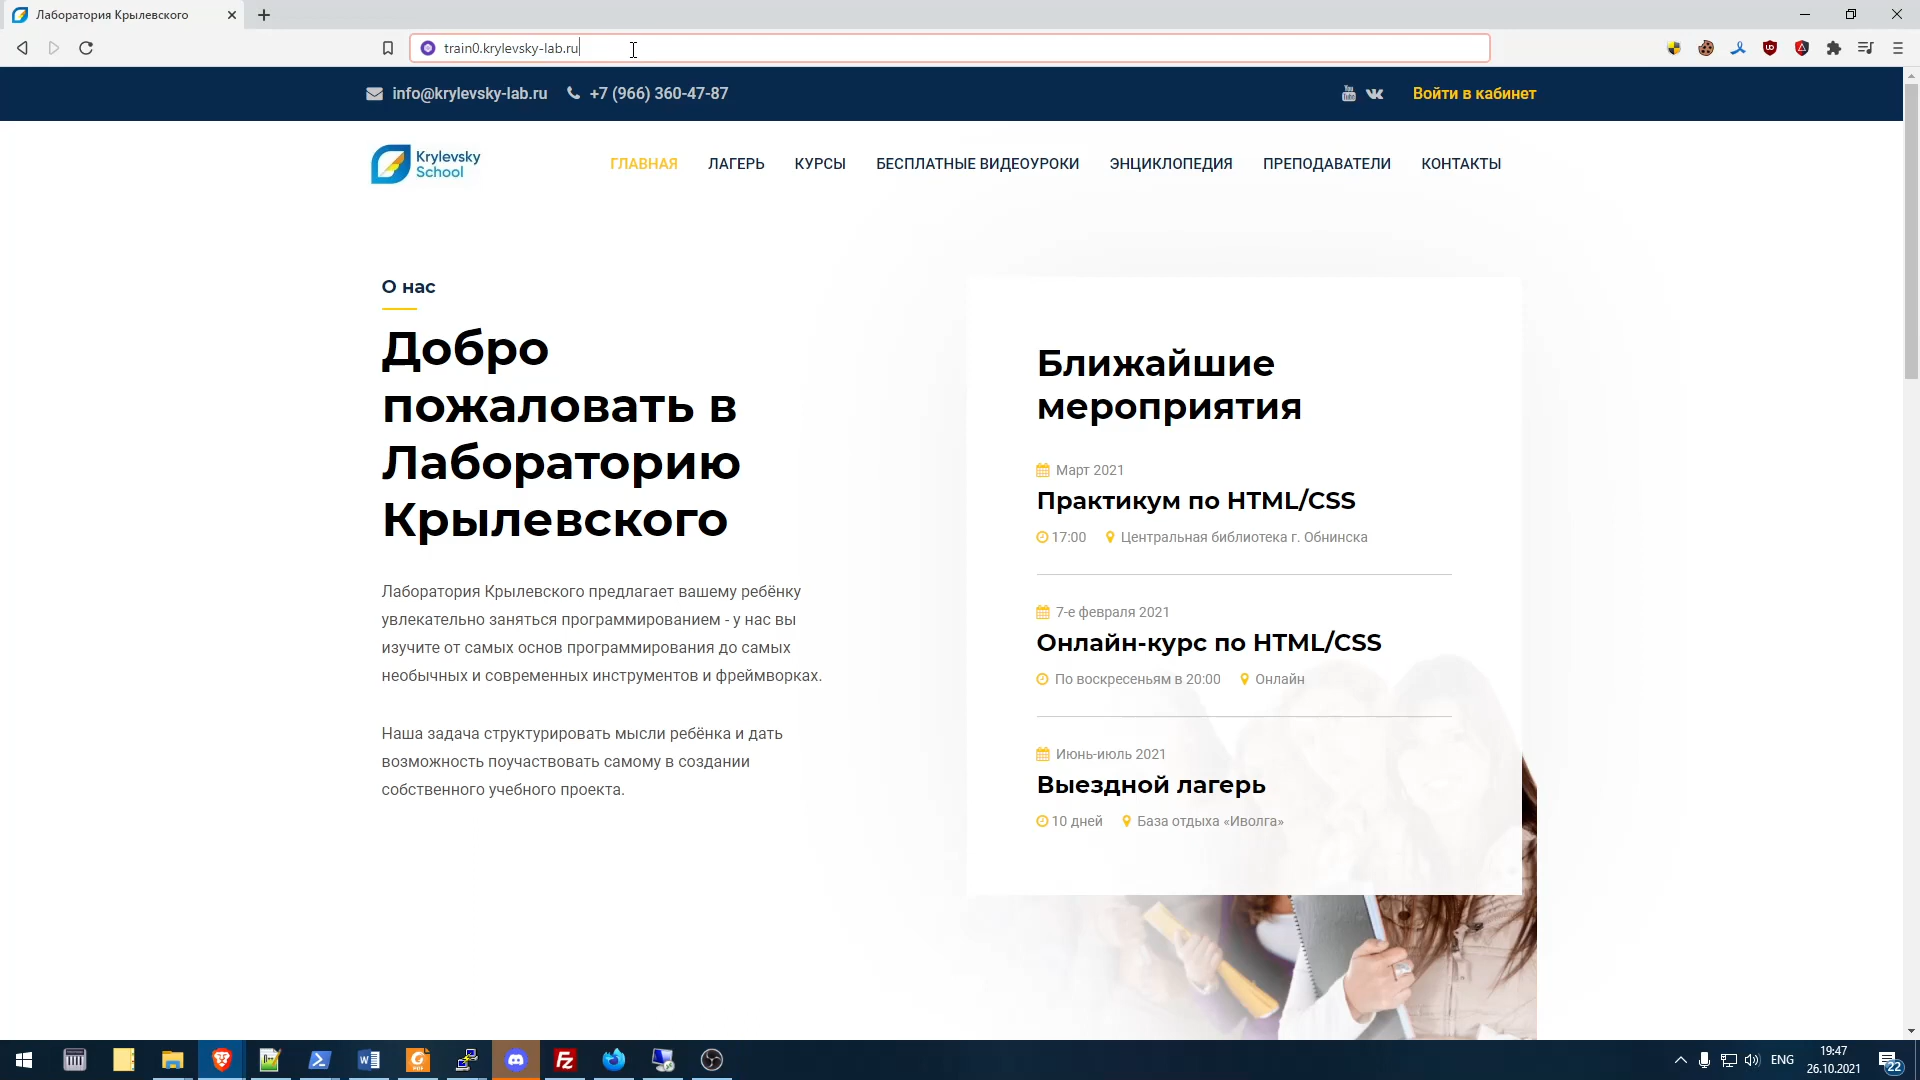 Лаборатория Крылевского
train0.krylevsky-lab.ru
info@krylevsky-lab.ru +7 (966) 360-47-87 You Tube Войти в кабинет
Krylevsky School
ГЛАВНАЯ ЛАГЕРЬ КУРСЫ БЕСПЛАТНЫЕ ВИДЕОУРОКИ ЭНЦИКЛОПЕДИЯ ПРЕПОДАВАТЕЛИ КОНТАКТЫ
О нас
Добро
пожаловать в
Лабораторию
Крылевского
Лаборатория Крылевского предлагает вашему ребёнку
увлекательно заняться программированием - у нас вы
изучите от самых основ программирования до самых
необычных и современных инструментов и фреймворках.
Наша задача структурировать мысли ребёнка и дать
возможность поучаствовать самому в создании
собственного учебного проекта.
Ближайшие
мероприятия
Март 2021
Практикум по HTML/CSS
17:00 Центральная библиотека г. Обнинска
7-е февраля 2021
Онлайн-курс по HTML/CSS
По воскресеньям в 20:00 Онлайн
Июнь-июль 2021
Выездной лагерь
10 дней База отдыха «Иволга»
ENG
19:47
26.10.2021
22